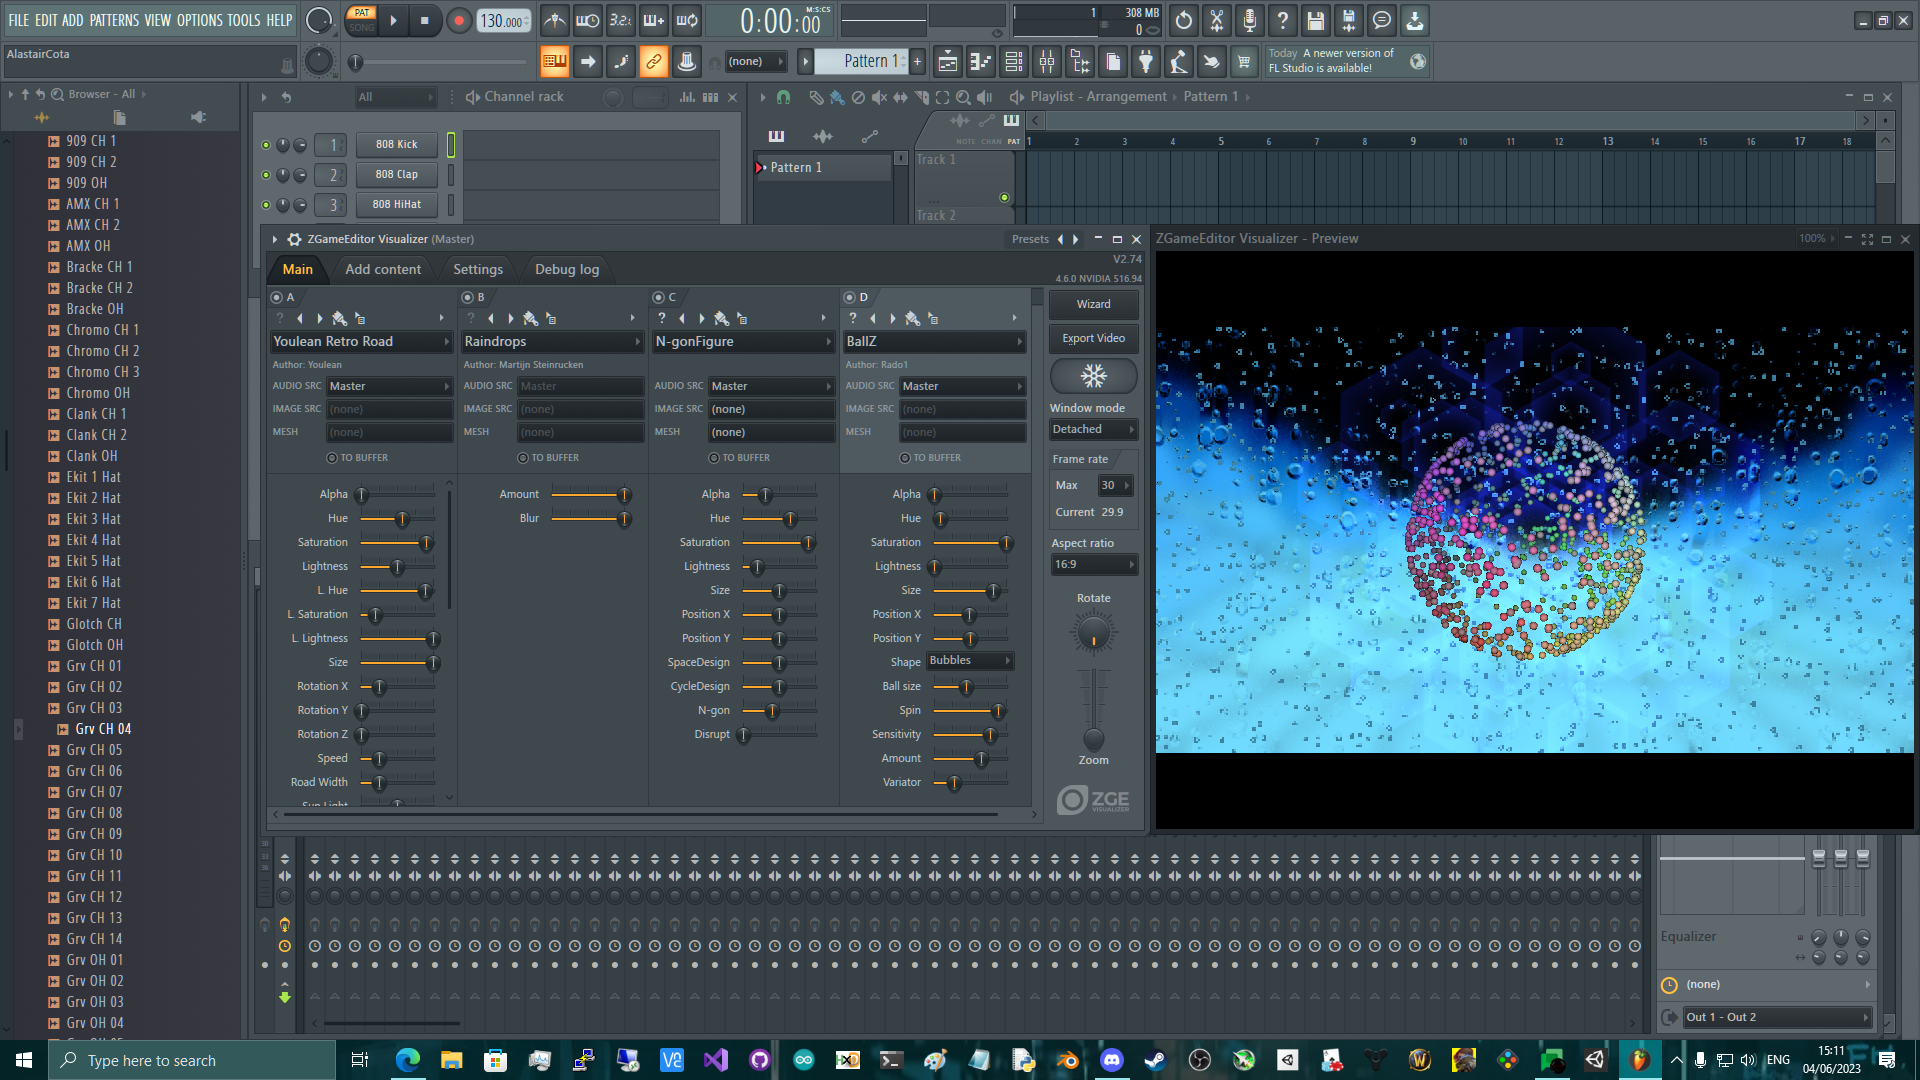 FILE EDIT ADD PATTERNS VIEW OPTIONS TOOLS HELP
PAT
SONG
130.000
3.2.
0:00:00
M:S:CS
1
308 MB
0
AlastairCota
(none)
Pattern 1
+
Today A newer version of
FL Studio is available!
Browser - All
All
Channel rack
Playlist - Arrangement
Pattern 1
NOTE CHAN PAT
1 2 3 4 5 6 7 8 9 10 11 12 13 14 15 16 17 18
909 CH 1
909 CH 2
909 OH
AMX CH 1
AMX CH 2
AMX OH
Bracke CH 1
Bracke CH 2
Bracke OH
Chromo CH 1
Chromo CH 2
Chromo CH 3
Chromo OH
Clank CH 1
Clank CH 2
Clank OH
Ekit 1 Hat
Ekit 2 Hat
Ekit 3 Hat
Ekit 4 Hat
Ekit 5 Hat
Ekit 6 Hat
Ekit 7 Hat
Glotch CH
Glotch OH
Grv CH 01
Grv CH 02
Grv CH 03
Grv CH 04
Grv CH 05
Grv CH 06
Grv CH 07
Grv CH 08
Grv CH 09
Grv CH 10
Grv CH 11
Grv CH 12
Grv CH 13
Grv CH 14
Grv OH 01
Grv OH 02
Grv OH 03
Grv OH 04
1 808 Kick
2 808 Clap
3 808 HiHat
Pattern 1
Track 1
Track 2
ZGameEditor Visualizer (Master)
Presets
Main
Add content
Settings
Debug log
V2.74
4.6.0 NVIDIA 516.94
A
Youlean Retro Road
Author: Youlean
AUDIO SRC Master
IMAGE SRC (none)
MESH (none)
TO BUFFER
Alpha
Hue
Saturation
Lightness
L. Hue
L. Saturation
L. Lightness
Size
Rotation X
Rotation Y
Rotation Z
Speed
Road Width
Sun Light
B
Raindrops
Author: Martijn Steinrucken
AUDIO SRC Master
IMAGE SRC (none)
MESH (none)
TO BUFFER
Amount
Blur
C
N-gonFigure
AUDIO SRC Master
IMAGE SRC (none)
MESH (none)
TO BUFFER
Alpha
Hue
Saturation
Lightness
Size
Position X
Position Y
SpaceDesign
CycleDesign
N-gon
Disrupt
D
BallZ
Author: Rado1
AUDIO SRC Master
IMAGE SRC (none)
MESH (none)
TO BUFFER
Alpha
Hue
Saturation
Lightness
Size
Position X
Position Y
Shape Bubbles
Ball size
Spin
Sensitivity
Amount
Variator
Wizard
Export Video
Window mode
Detached
Frame rate
Max 30
Current 29.9
Aspect ratio
16:9
Rotate
Zoom
ZGE
VISUALIZER
ZGameEditor Visualizer - Preview
100%
Equalizer
(none)
Out 1 - Out 2
Type here to search
ENG
15:11
04/06/2023